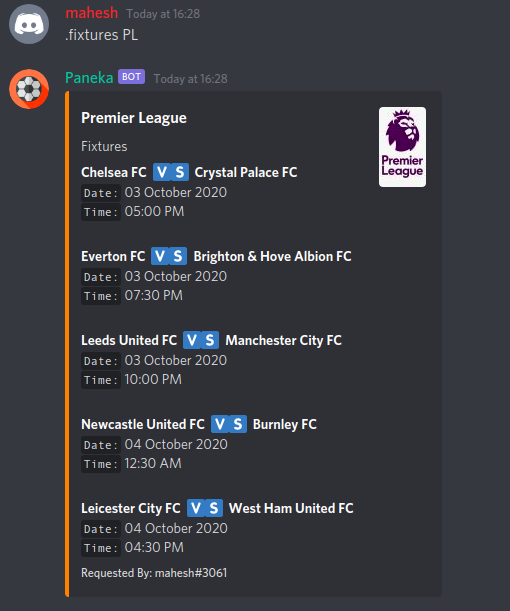 mahesh Today at 16:28
.fixtures PL
Paneka BOT Today at 16:28
Premier League
Fixtures
Premier
League
Chelsea FC V S Crystal Palace FC
Date: 03 October 2020
Time: 05:00 PM
Everton FC V S Brighton & Hove Albion FC
Date: 03 October 2020
Time: 07:30 PM
Leeds United FC V S Manchester City FC
Date: 03 October 2020
Time: 10:00 PM
Newcastle United FC V S Burnley FC
Date: 04 October 2020
Time: 12:30 AM
Leicester City FC V S West Ham United FC
Date: 04 October 2020
Time: 04:30 PM
Requested By: mahesh#3061